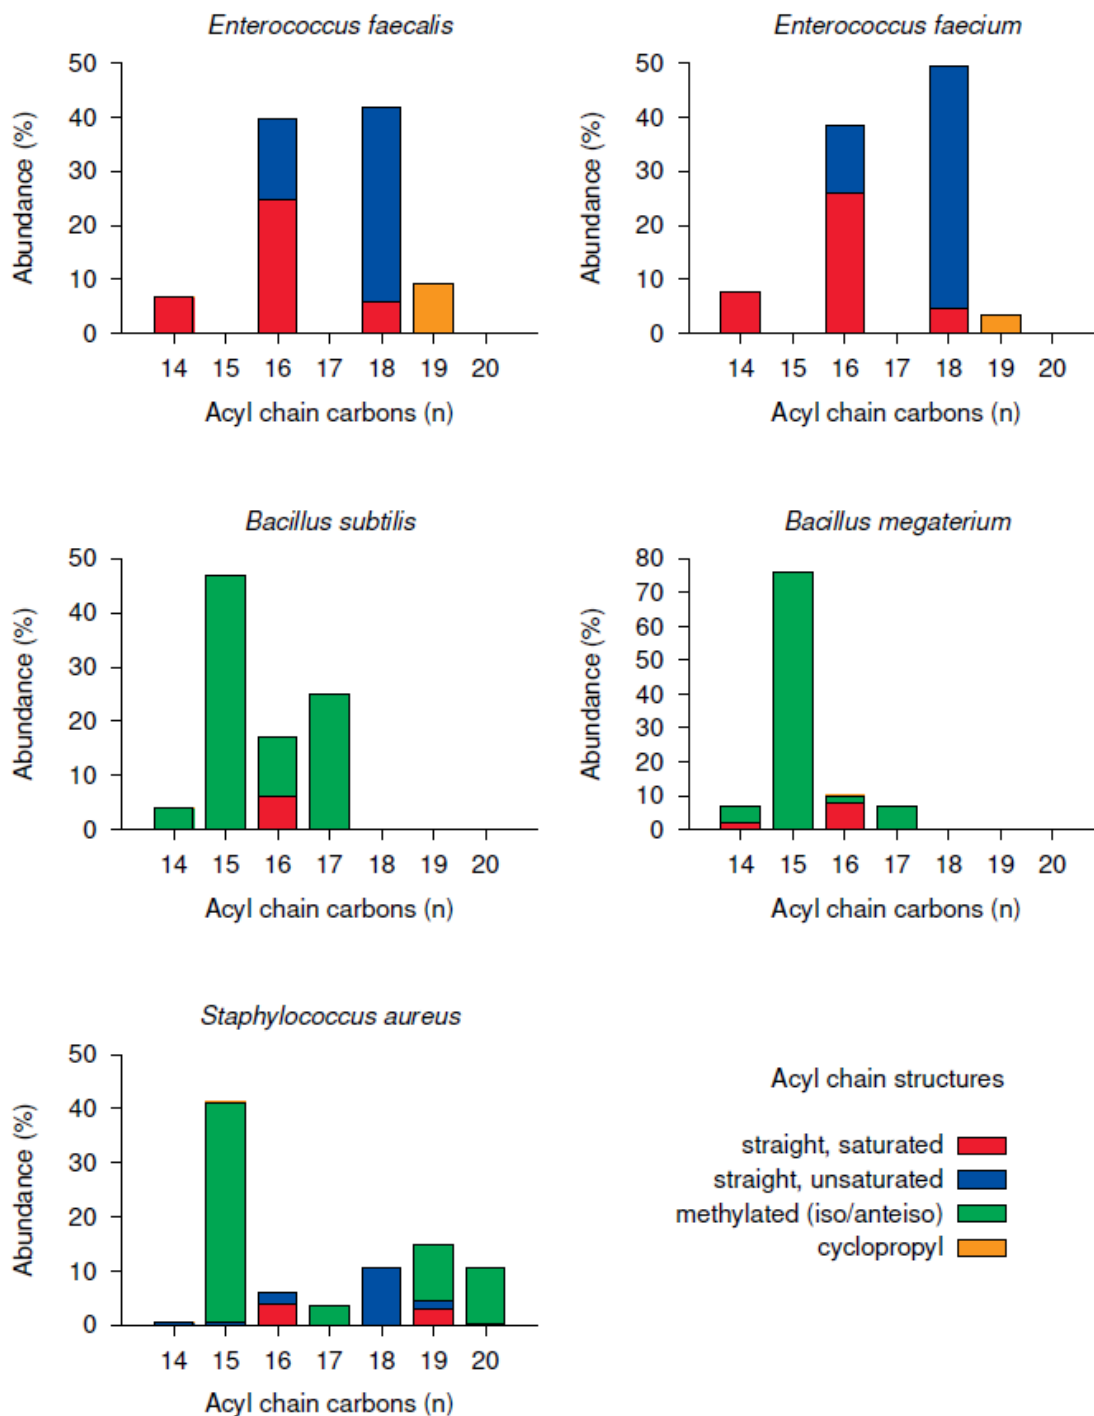 Enterococcus faecalis
Abundance (%)
50
40
30
20
10
0
14 15 16 17 18 19 20
Acyl chain carbons (n)
Enterococcus faecium
Abundance (%)
50
40
30
20
10
0
14 15 16 17 18 19 20
Acyl chain carbons (n)
Bacillus subtilis
Abundance (%)
50
40
30
20
10
0
14 15 16 17 18 19 20
Acyl chain carbons (n)
Bacillus megaterium
Abundance (%)
80
70
60
50
40
30
20
10
0
14 15 16 17 18 19 20
Acyl chain carbons (n)
Staphylococcus aureus
Abundance (%)
50
40
30
20
10
0
14 15 16 17 18 19 20
Acyl chain carbons (n)
Acyl chain structures
straight, saturated
straight, unsaturated
methylated (iso/anteiso)
cyclopropyl